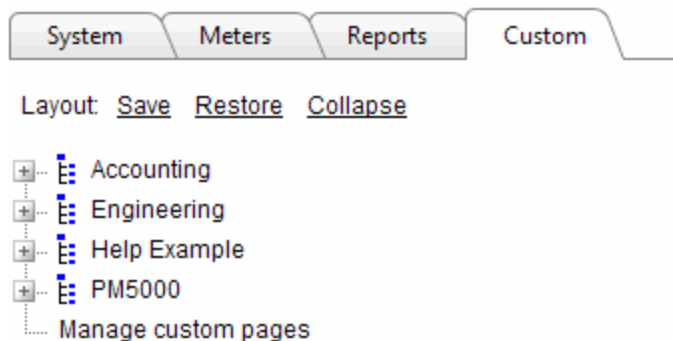 System Meters Reports Custom
Layout: Save Restore Collapse
Accounting
Engineering
Help Example
PM5000
Manage custom pages